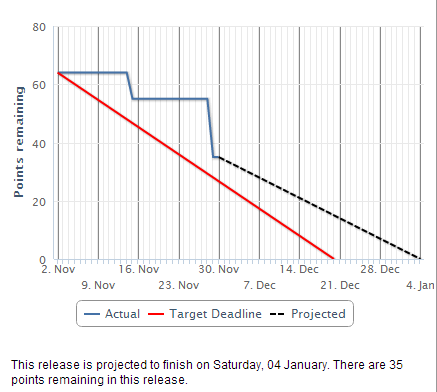 80
60
40
20
0
Points remaining
2. Nov 16. Nov 30. Nov 14. Dec 28. Dec
9. Nov 23. Nov 7. Dec 21. Dec 4. Jan
Actual Target Deadline Projected
This release is projected to finish on Saturday, 04 January. There are 35
points remaining in this release.